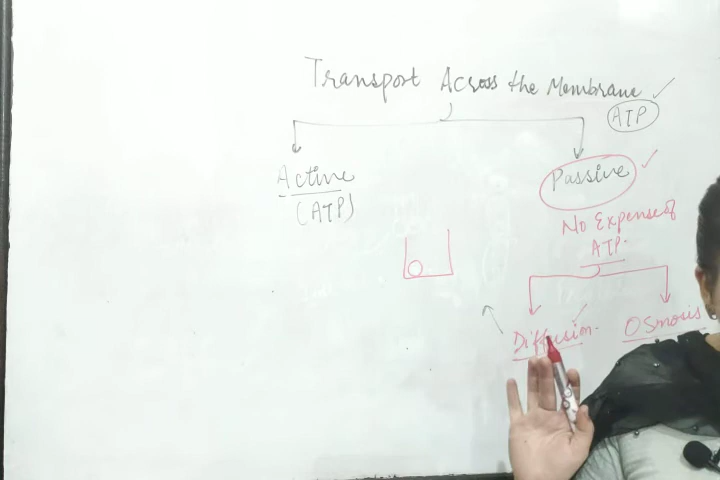 Transport Across the Membrane
ATP
Active
(ATP)
Passive
No Expense of
ATP.
Diffusion.
Osmosis